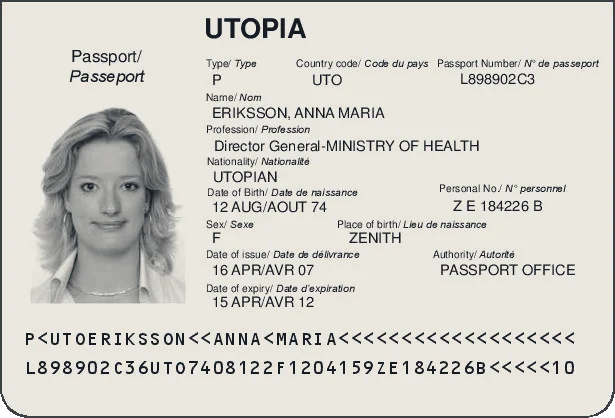 UTOPIA
Passport/
Passeport
Type/ Type Country code/ Code du pays Passport Number/ N° de passeport
P UTO L898902C3
Name/ Nom
ERIKSSON, ANNA MARIA
Profession/ Profession
Director General-MINISTRY OF HEALTH
Nationality/ Nationalité
UTOPIAN
Date of Birth/ Date de naissance Personal No./ N° personnel
12 AUG/AOUT 74 Z E 184226 B
Sex/ Sexe Place of birth/ Lieu de naissance
F ZENITH
Date of issue/ Date de délivrance Authority/ Autorité
16 APR/AVR 07 PASSPORT OFFICE
Date of expiry/ Date d'expiration
15 APR/AVR 12
P<UTOERIKSSON<<ANNA<MARIA<<<<<<<<<<<<<<<<<<<
L898902C36UTO7408122F1204159ZE184226B<<<<<10